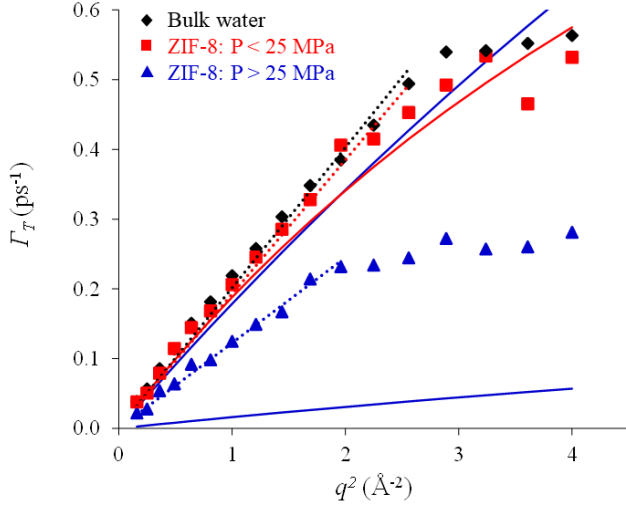 Bulk water
ZIF-8: P < 25 MPa
ZIF-8: P > 25 MPa
Γ_T (ps⁻¹)
0.6
0.5
0.4
0.3
0.2
0.1
0.0
0 1 2 3 4
q² (Å⁻²)